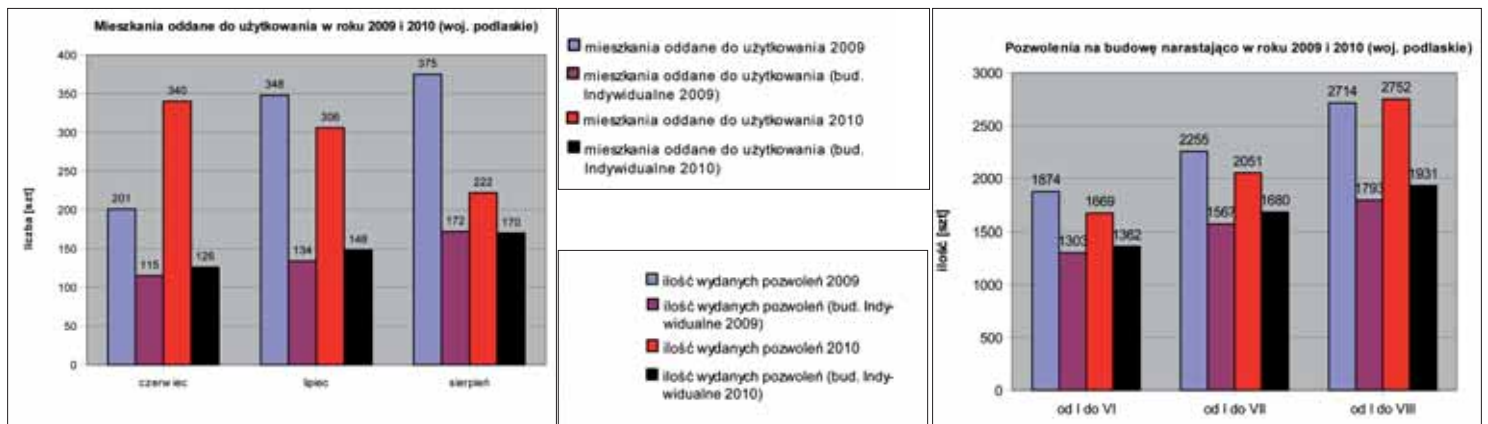 Mieszkania oddane do użytkowania w roku 2009 i 2010 (woj. podlaskie)
liczba [szt]
400
350
300
250
200
150
100
50
0
201
115
340
126
348
134
306
148
375
172
222
170
czerwiec
lipiec
sierpień
mieszkania oddane do użytkowania 2009
mieszkania oddane do użytkowania (bud.
Indywidualne 2009)
mieszkania oddane do użytkowania 2010
mieszkania oddane do użytkowania (bud.
Indywidualne 2010)
ilość wydanych pozwoleń 2009
ilość wydanych pozwoleń (bud. Indy-
widualne 2009)
ilość wydanych pozwoleń 2010
ilość wydanych pozwoleń (bud. Indy-
widualne 2010)
Pozwolenia na budowę narastająco w roku 2009 i 2010 (woj. podlaskie)
ilość [szt]
3000
2500
2000
1500
1000
500
0
1874
1303
1669
1362
2255
1567
2051
1680
2714
1793
2752
1931
od I do VI
od I do VII
od I do VIII